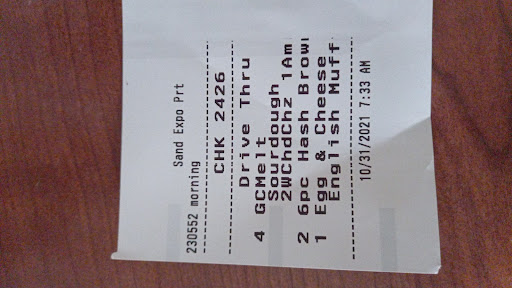 Sand Expo Prt
230552 morning
CHK 2426
Drive Thru
4 GCMelt
Sourdough
2WChdChz 1Am
2 6pc Hash Brow
1 Egg & Cheese
English Muff
10/31/2021 7:33 AM